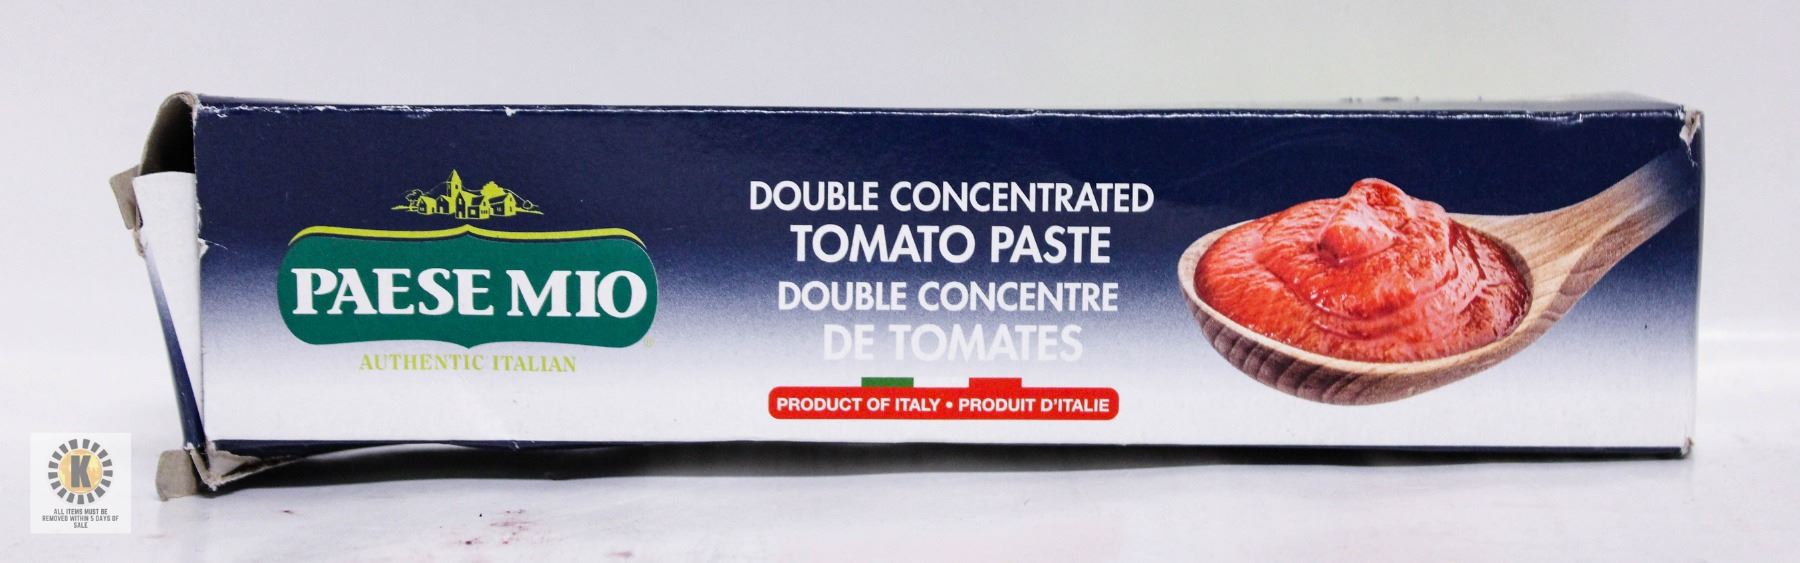 PAESE MIO
AUTHENTIC ITALIAN
DOUBLE CONCENTRATED
TOMATO PASTE
DOUBLE CONCENTRE
DE TOMATES
PRODUCT OF ITALY • PRODUIT D'ITALIE
K
ALL ITEMS MUST BE
REMOVED WITHIN 5 DAYS OF
SALE